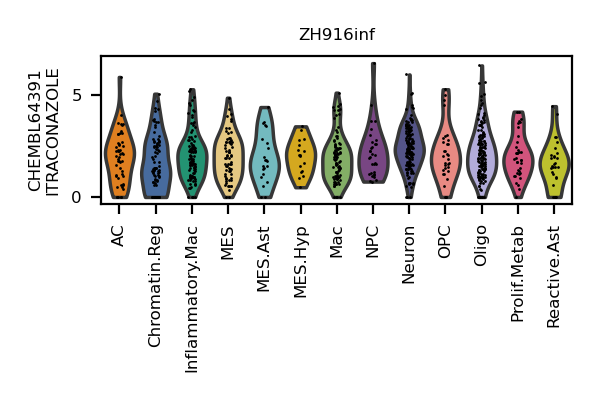 ZH916inf
CHEMBL64391
ITRACONAZOLE
5
0
AC
Chromatin.Reg
Inflammatory.Mac
MES
MES.Ast
MES.Hyp
Mac
NPC
Neuron
OPC
Oligo
Prolif.Metab
Reactive.Ast